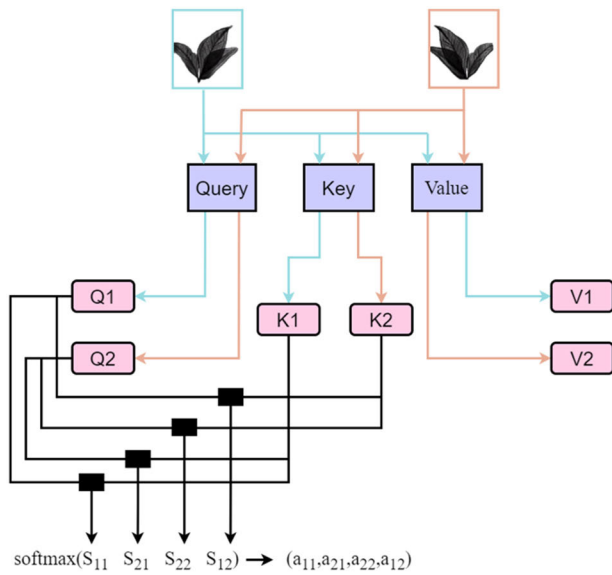 Query Key Value
Q1 V1
K1 K2
Q2 V2
softmax(S11 S21 S22 S12) → (a11,a21,a22,a12)